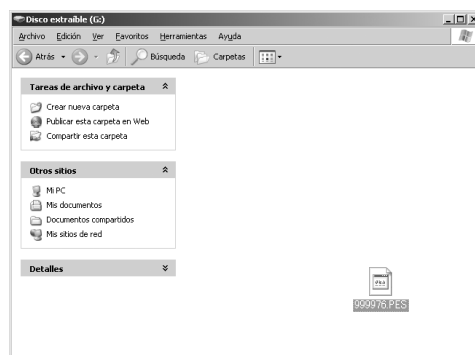 Disco extraíble (G:)
Archivo Edición Ver Favoritos Herramientas Ayuda
Atrás Búsqueda Carpetas
Tareas de archivo y carpeta
Crear nueva carpeta
Publicar esta carpeta en Web
Compartir esta carpeta
Otros sitios
Mi PC
Mis documentos
Documentos compartidos
Mis sitios de red
Detalles
999976.PES